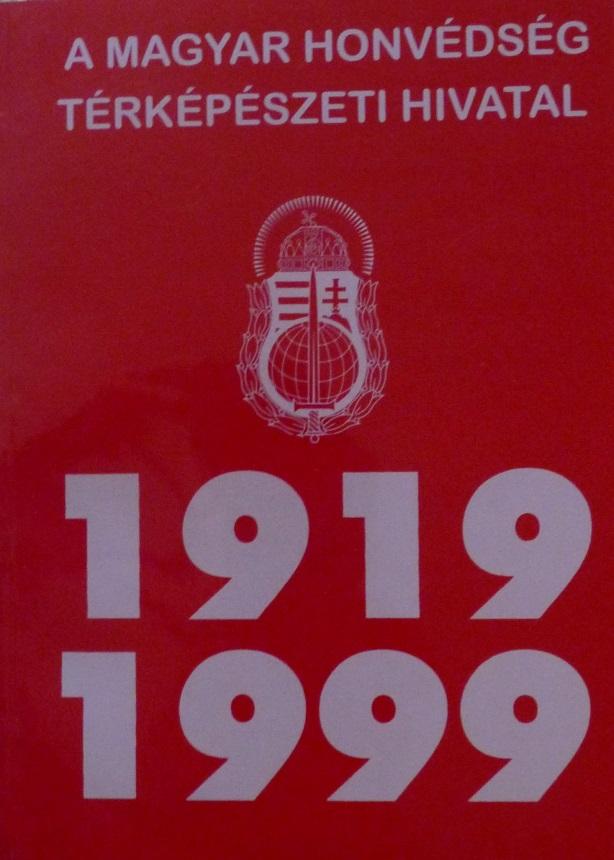 A MAGYAR HONVÉDSÉG
TÉRKÉPÉSZETI HIVATAL
1919
1999